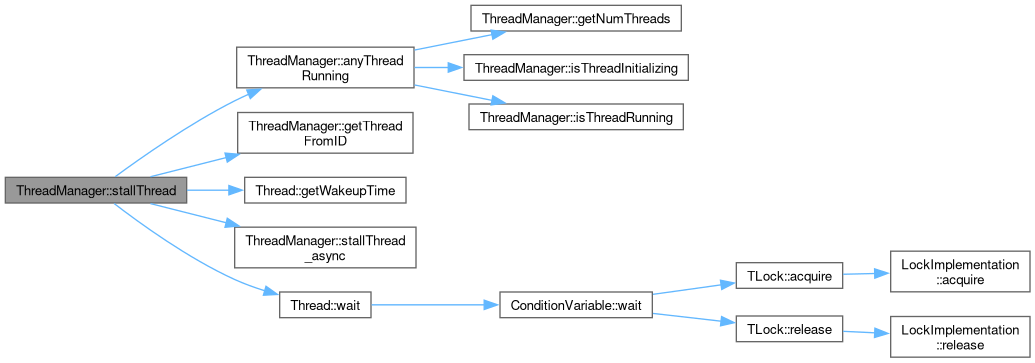 ThreadManager::stallThread
ThreadManager::anyThread
Running
ThreadManager::getNumThreads
ThreadManager::isThreadInitializing
ThreadManager::isThreadRunning
ThreadManager::getThread
FromID
Thread::getWakeupTime
ThreadManager::stallThread
_async
Thread::wait
ConditionVariable::wait
TLock::acquire
LockImplementation
::acquire
TLock::release
LockImplementation
::release